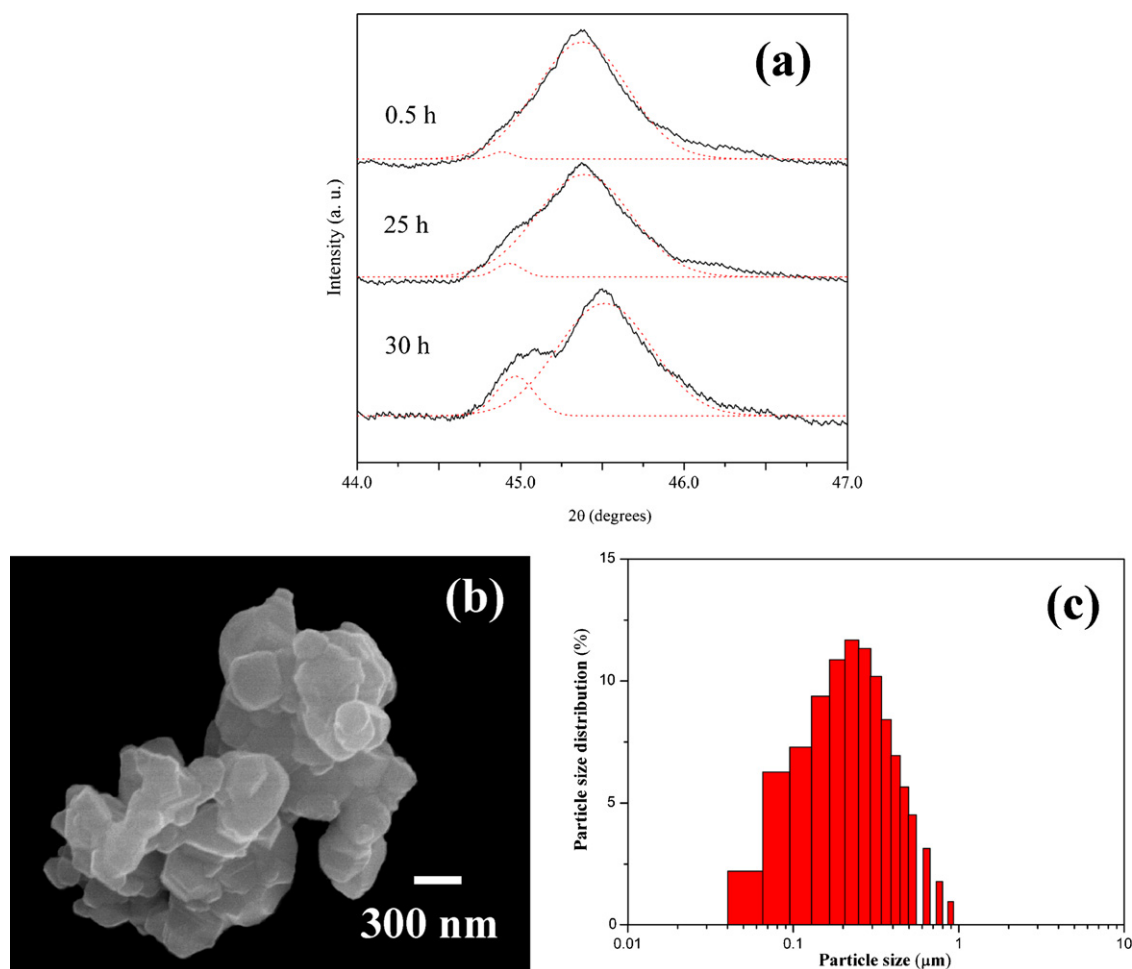 (a)
0.5 h
25 h
30 h
Intensity (a. u.)
44.0 45.0 46.0 47.0
2θ (degrees)
(b)
300 nm
(c)
15
10
5
0
Particle size distribution (%)
0.01 0.1 1 10
Particle size (μm)